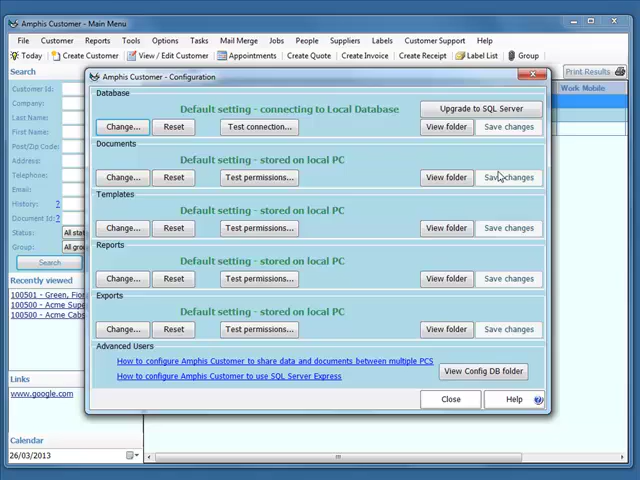 Amphis Customer - Main Menu
File Customer Reports Tools Options Tasks Mail Merge Jobs People Suppliers Labels Customer Support Help
Today Create Customer View / Edit Customer Appointments Create Quote Create Invoice Create Receipt Label List Group
Search
Print Results
Customer Id:
Company:
Last Name:
First Name:
Post/Zip Code:
Address:
Telephone:
Email:
History: ?
Document Id: ?
Status: All
Group: All
Search
Work Mobile
Recently viewed
100501 - Green,
100500 - Acme
100500 - Acme
Links
www.google.com
Calendar
26/03/2013
Amphis Customer - Configuration
Database
Default setting - connecting to Local Database
Upgrade to SQL Server
Change... Reset Test connection... View folder Save changes
Documents
Default setting - stored on local PC
Change... Reset Test permissions... View folder Save changes
Templates
Default setting - stored on local PC
Change... Reset Test permissions... View folder Save changes
Reports
Default setting - stored on local PC
Change... Reset Test permissions... View folder Save changes
Exports
Default setting - stored on local PC
Change... Reset Test permissions... View folder Save changes
Advanced Users
How to configure Amphis Customer to share data and documents between multiple PCS
How to configure Amphis Customer to use SQL Server Express
View Config DB folder
Close Help